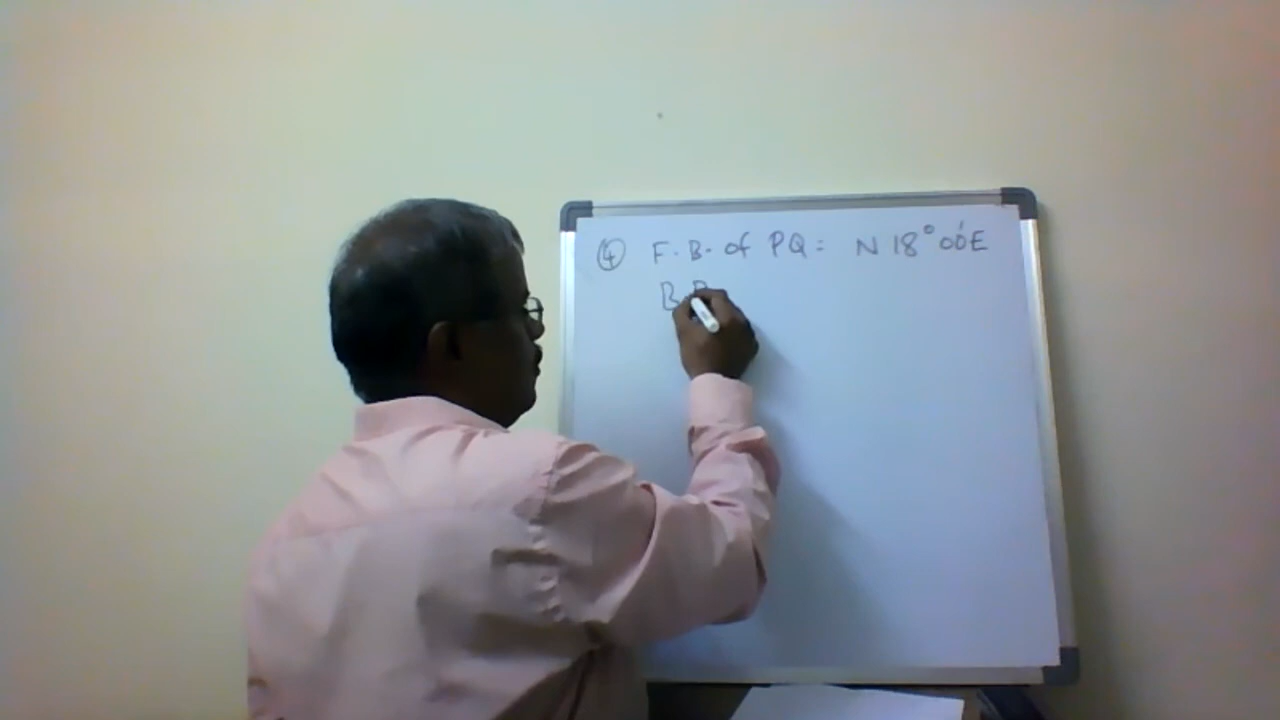 ④ F.B. of PQ = N 18° 00' E
B.B